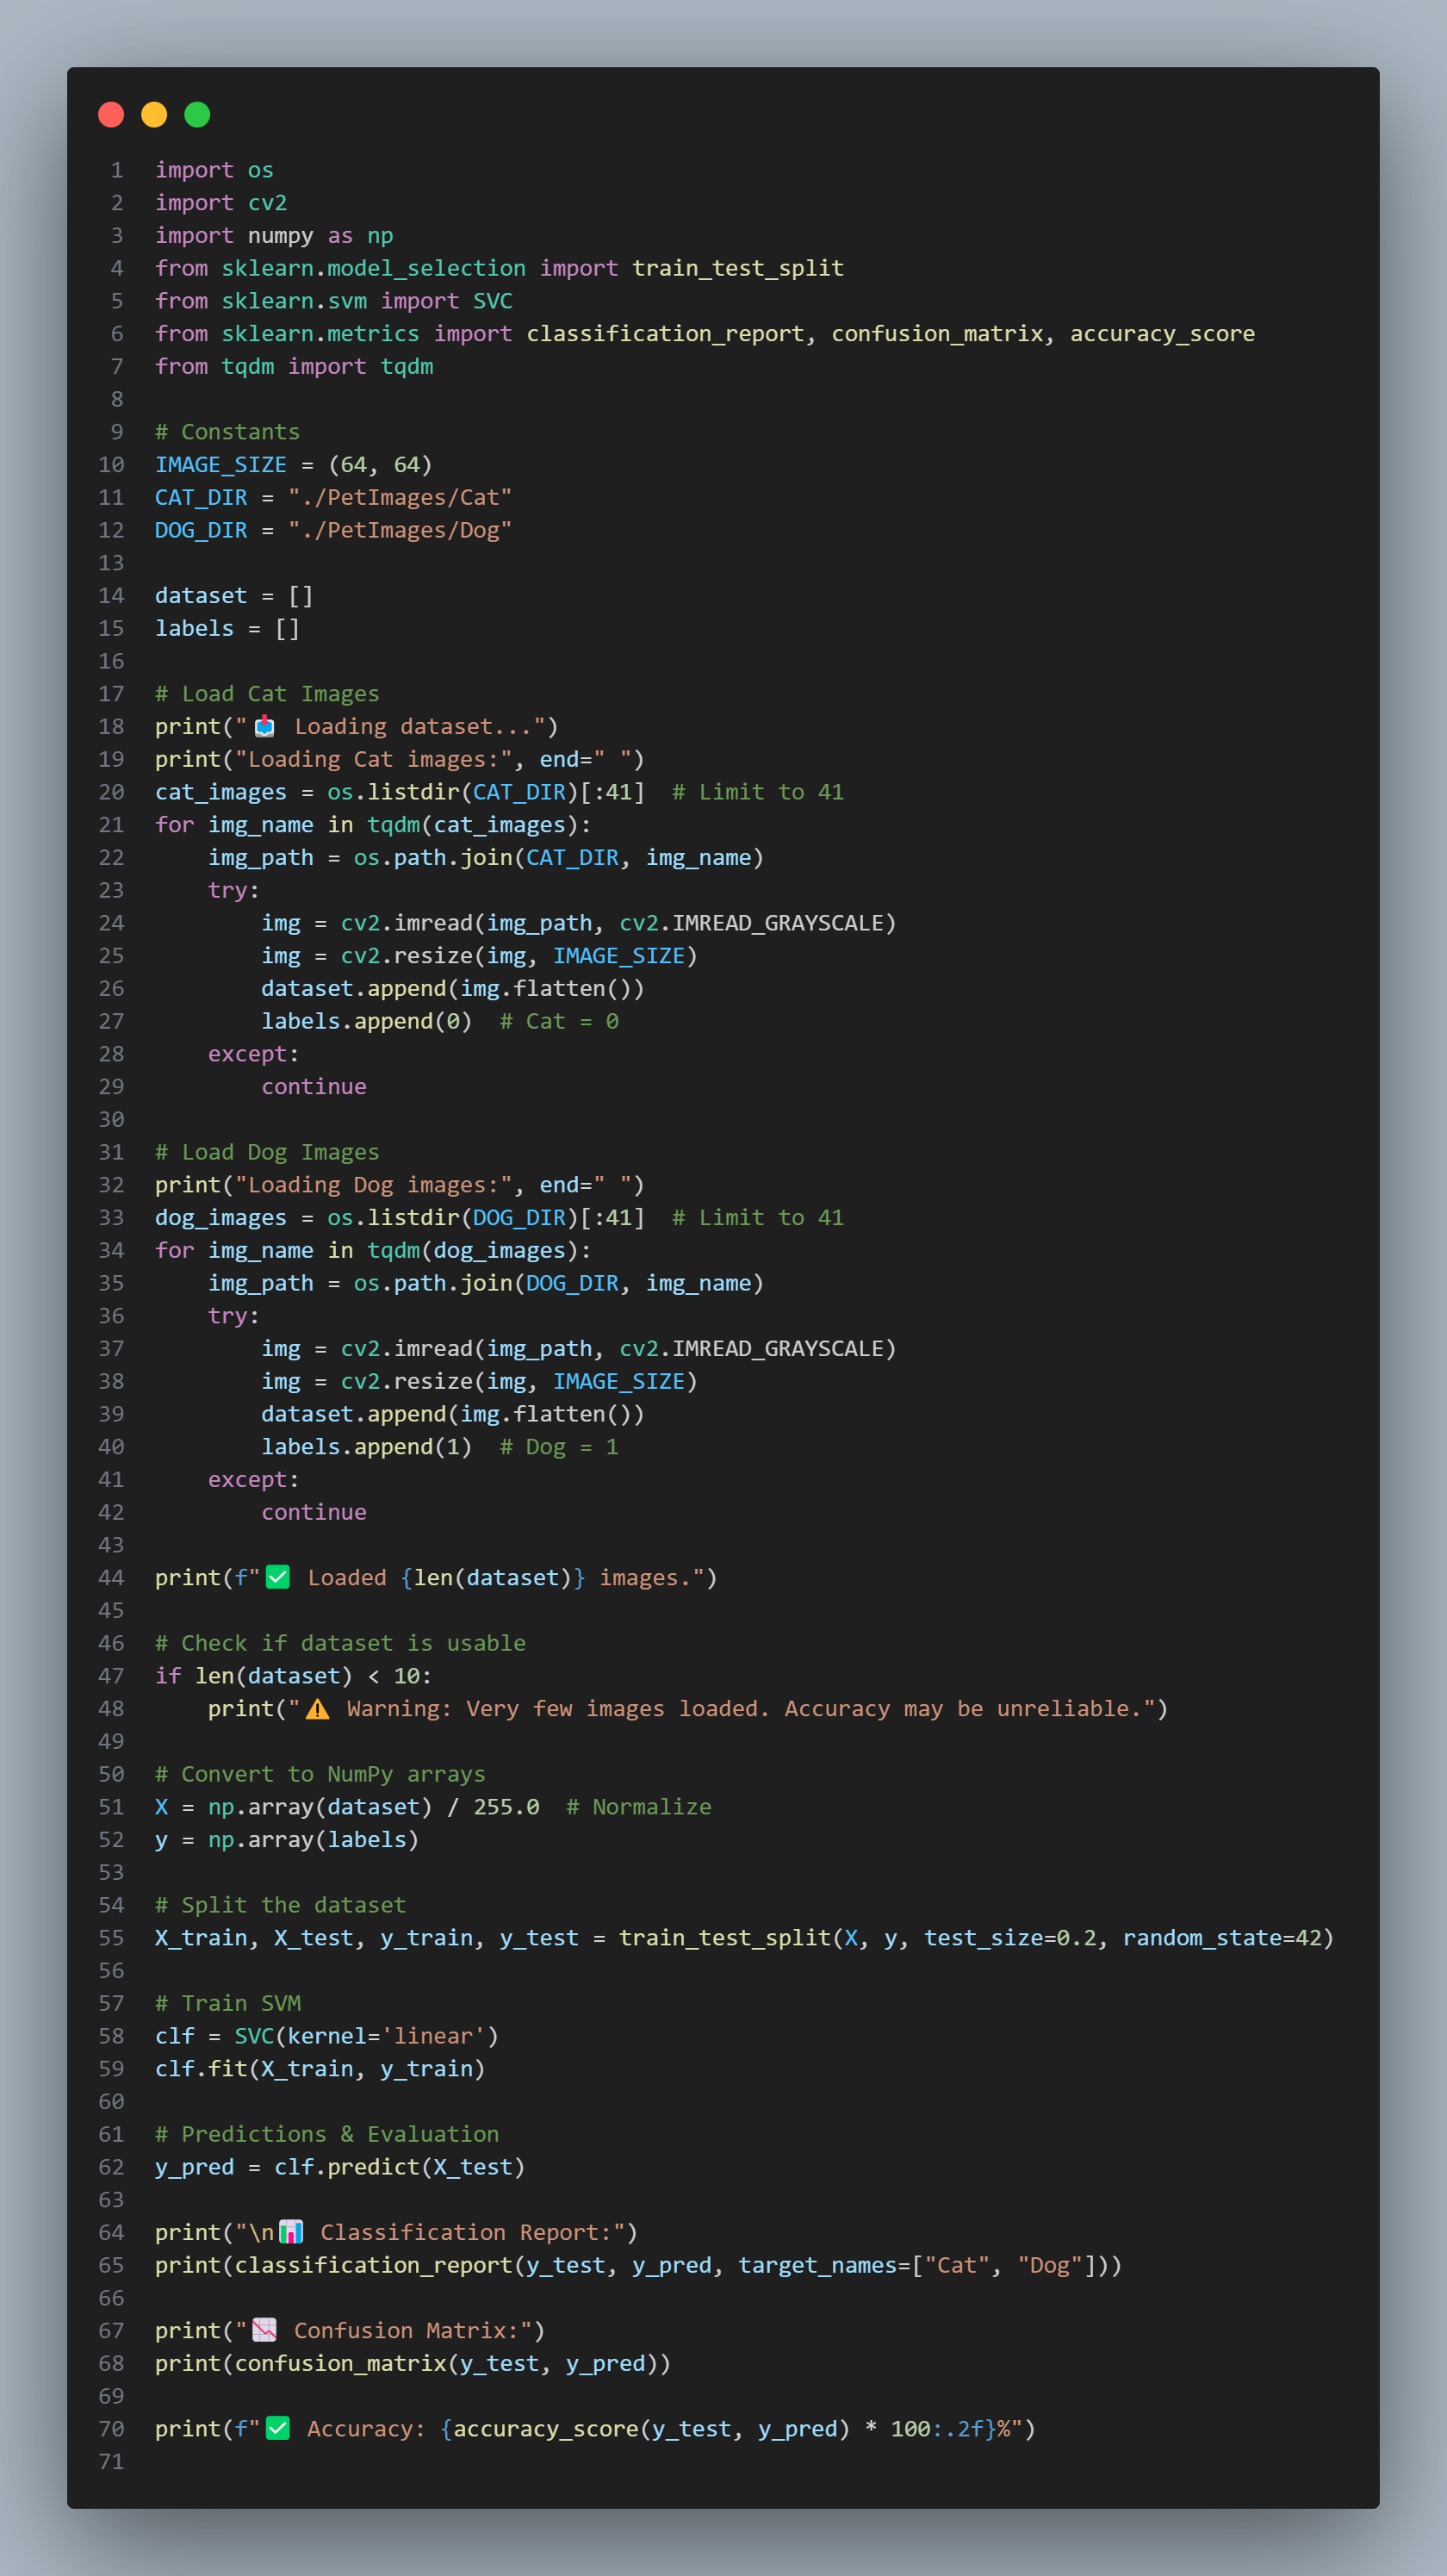 1 import os
2 import cv2
3 import numpy as np
4 from sklearn.model_selection import train_test_split
5 from sklearn.svm import SVC
6 from sklearn.metrics import classification_report, confusion_matrix, accuracy_score
7 from tqdm import tqdm
8
9 # Constants
10 IMAGE_SIZE = (64, 64)
11 CAT_DIR = "./PetImages/Cat"
12 DOG_DIR = "./PetImages/Dog"
13
14 dataset = []
15 labels = []
16
17 # Load Cat Images
18 print("📥 Loading dataset...")
19 print("Loading Cat images:", end=" ")
20 cat_images = os.listdir(CAT_DIR)[:41]  # Limit to 41
21 for img_name in tqdm(cat_images):
22     img_path = os.path.join(CAT_DIR, img_name)
23     try:
24         img = cv2.imread(img_path, cv2.IMREAD_GRAYSCALE)
25         img = cv2.resize(img, IMAGE_SIZE)
26         dataset.append(img.flatten())
27         labels.append(0)  # Cat = 0
28     except:
29         continue
30
31 # Load Dog Images
32 print("Loading Dog images:", end=" ")
33 dog_images = os.listdir(DOG_DIR)[:41]  # Limit to 41
34 for img_name in tqdm(dog_images):
35     img_path = os.path.join(DOG_DIR, img_name)
36     try:
37         img = cv2.imread(img_path, cv2.IMREAD_GRAYSCALE)
38         img = cv2.resize(img, IMAGE_SIZE)
39         dataset.append(img.flatten())
40         labels.append(1)  # Dog = 1
41     except:
42         continue
43
44 print(f"✅ Loaded {len(dataset)} images.")
45
46 # Check if dataset is usable
47 if len(dataset) < 10:
48     print("⚠️ Warning: Very few images loaded. Accuracy may be unreliable.")
49
50 # Convert to NumPy arrays
51 X = np.array(dataset) / 255.0  # Normalize
52 y = np.array(labels)
53
54 # Split the dataset
55 X_train, X_test, y_train, y_test = train_test_split(X, y, test_size=0.2, random_state=42)
56
57 # Train SVM
58 clf = SVC(kernel='linear')
59 clf.fit(X_train, y_train)
60
61 # Predictions & Evaluation
62 y_pred = clf.predict(X_test)
63
64 print("\n📊 Classification Report:")
65 print(classification_report(y_test, y_pred, target_names=["Cat", "Dog"]))
66
67 print("📉 Confusion Matrix:")
68 print(confusion_matrix(y_test, y_pred))
69
70 print(f"✅ Accuracy: {accuracy_score(y_test, y_pred) * 100:.2f}%")
71